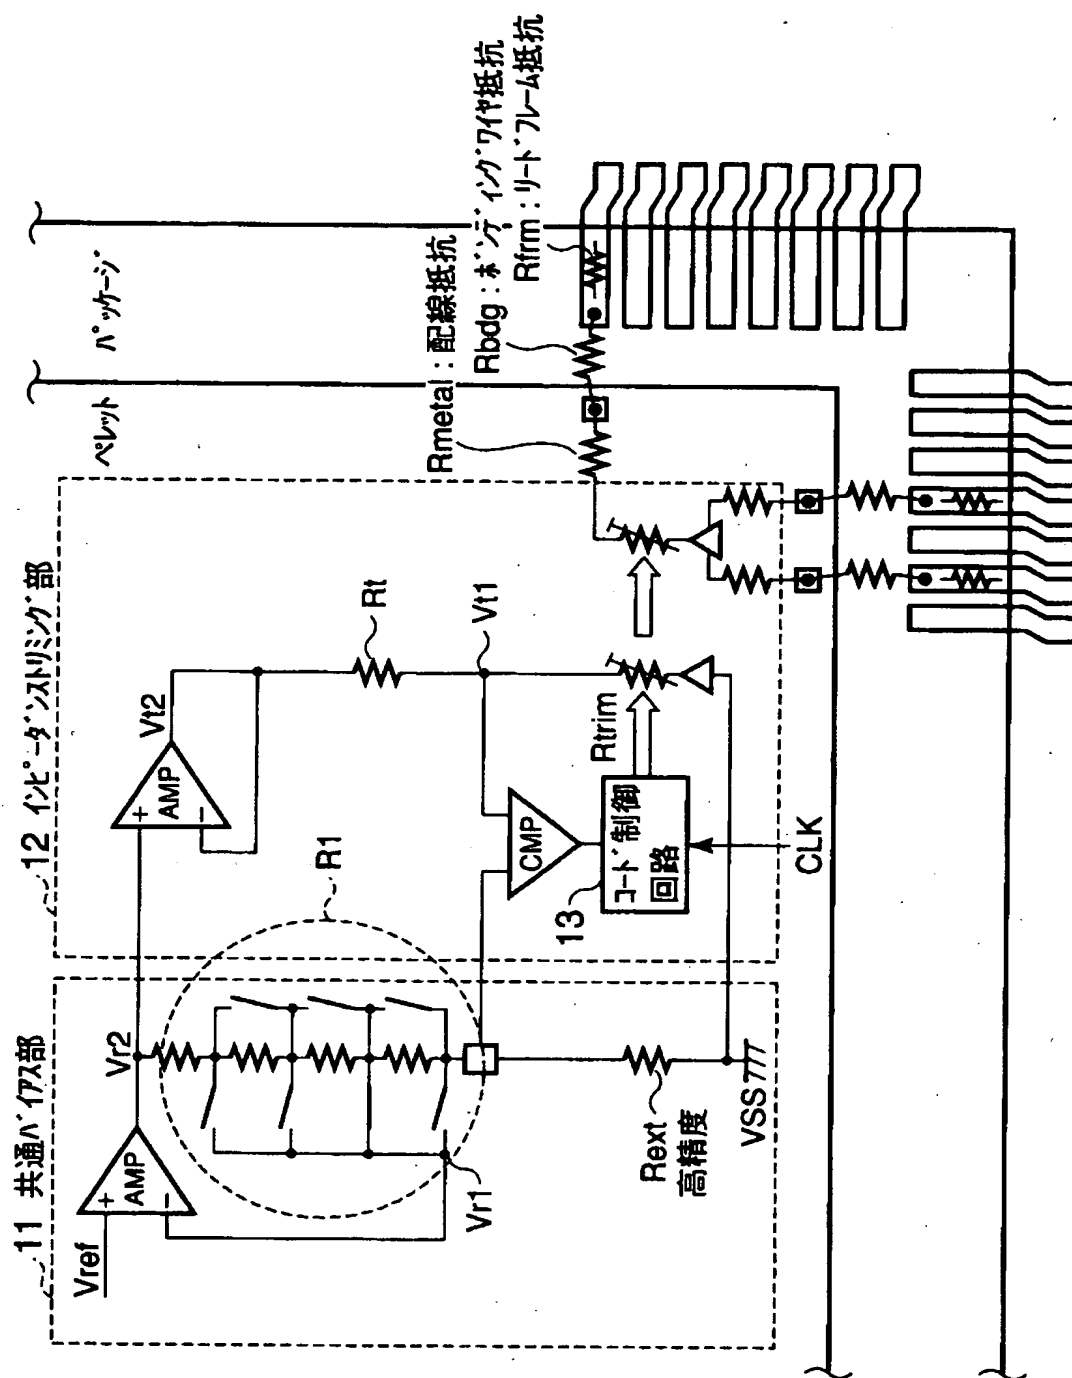 11 共通バイアス部
Vref
AMP
+
-
Vr2
R1
Vr1
Rext
高精度
VSS
12 インピーダンストリミング部
AMP
+
-
Vt2
Rt
Vt1
CMP
13
コード制御
回路
Rtrim
CLK
ペレット
パッケージ
Rmetal : 配線抵抗
Rbdg : ボンディングワイヤ抵抗
Rfrm : リードフレーム抵抗